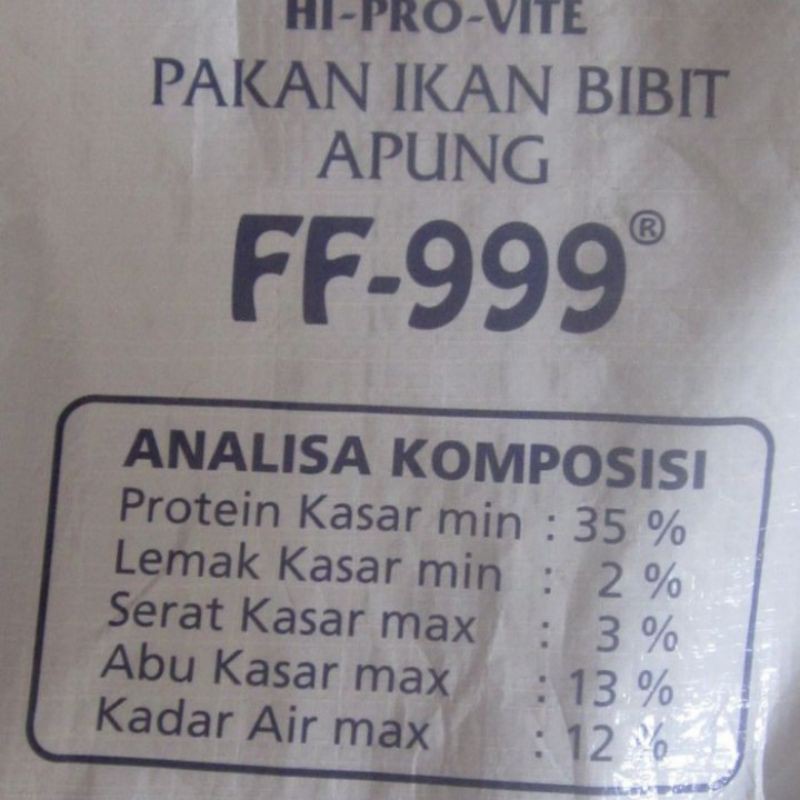 HI-PRO-VITE
PAKAN IKAN BIBIT
APUNG
FF-999®
ANALISA KOMPOSISI
Protein Kasar min : 35 %
Lemak Kasar min : 2 %
Serat Kasar max : 3 %
Abu Kasar max : 13 %
Kadar Air max : 12 %